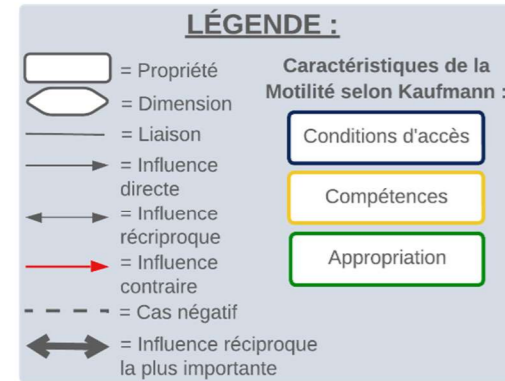 LÉGENDE :
= Propriété
= Dimension
= Liaison
= Influence
directe
= Influence
récriproque
= Influence
contraire
= Cas négatif
= Influence réciproque
la plus importante
Caractéristiques de la
Motilité selon Kaufmann :
Conditions d'accès
Compétences
Appropriation